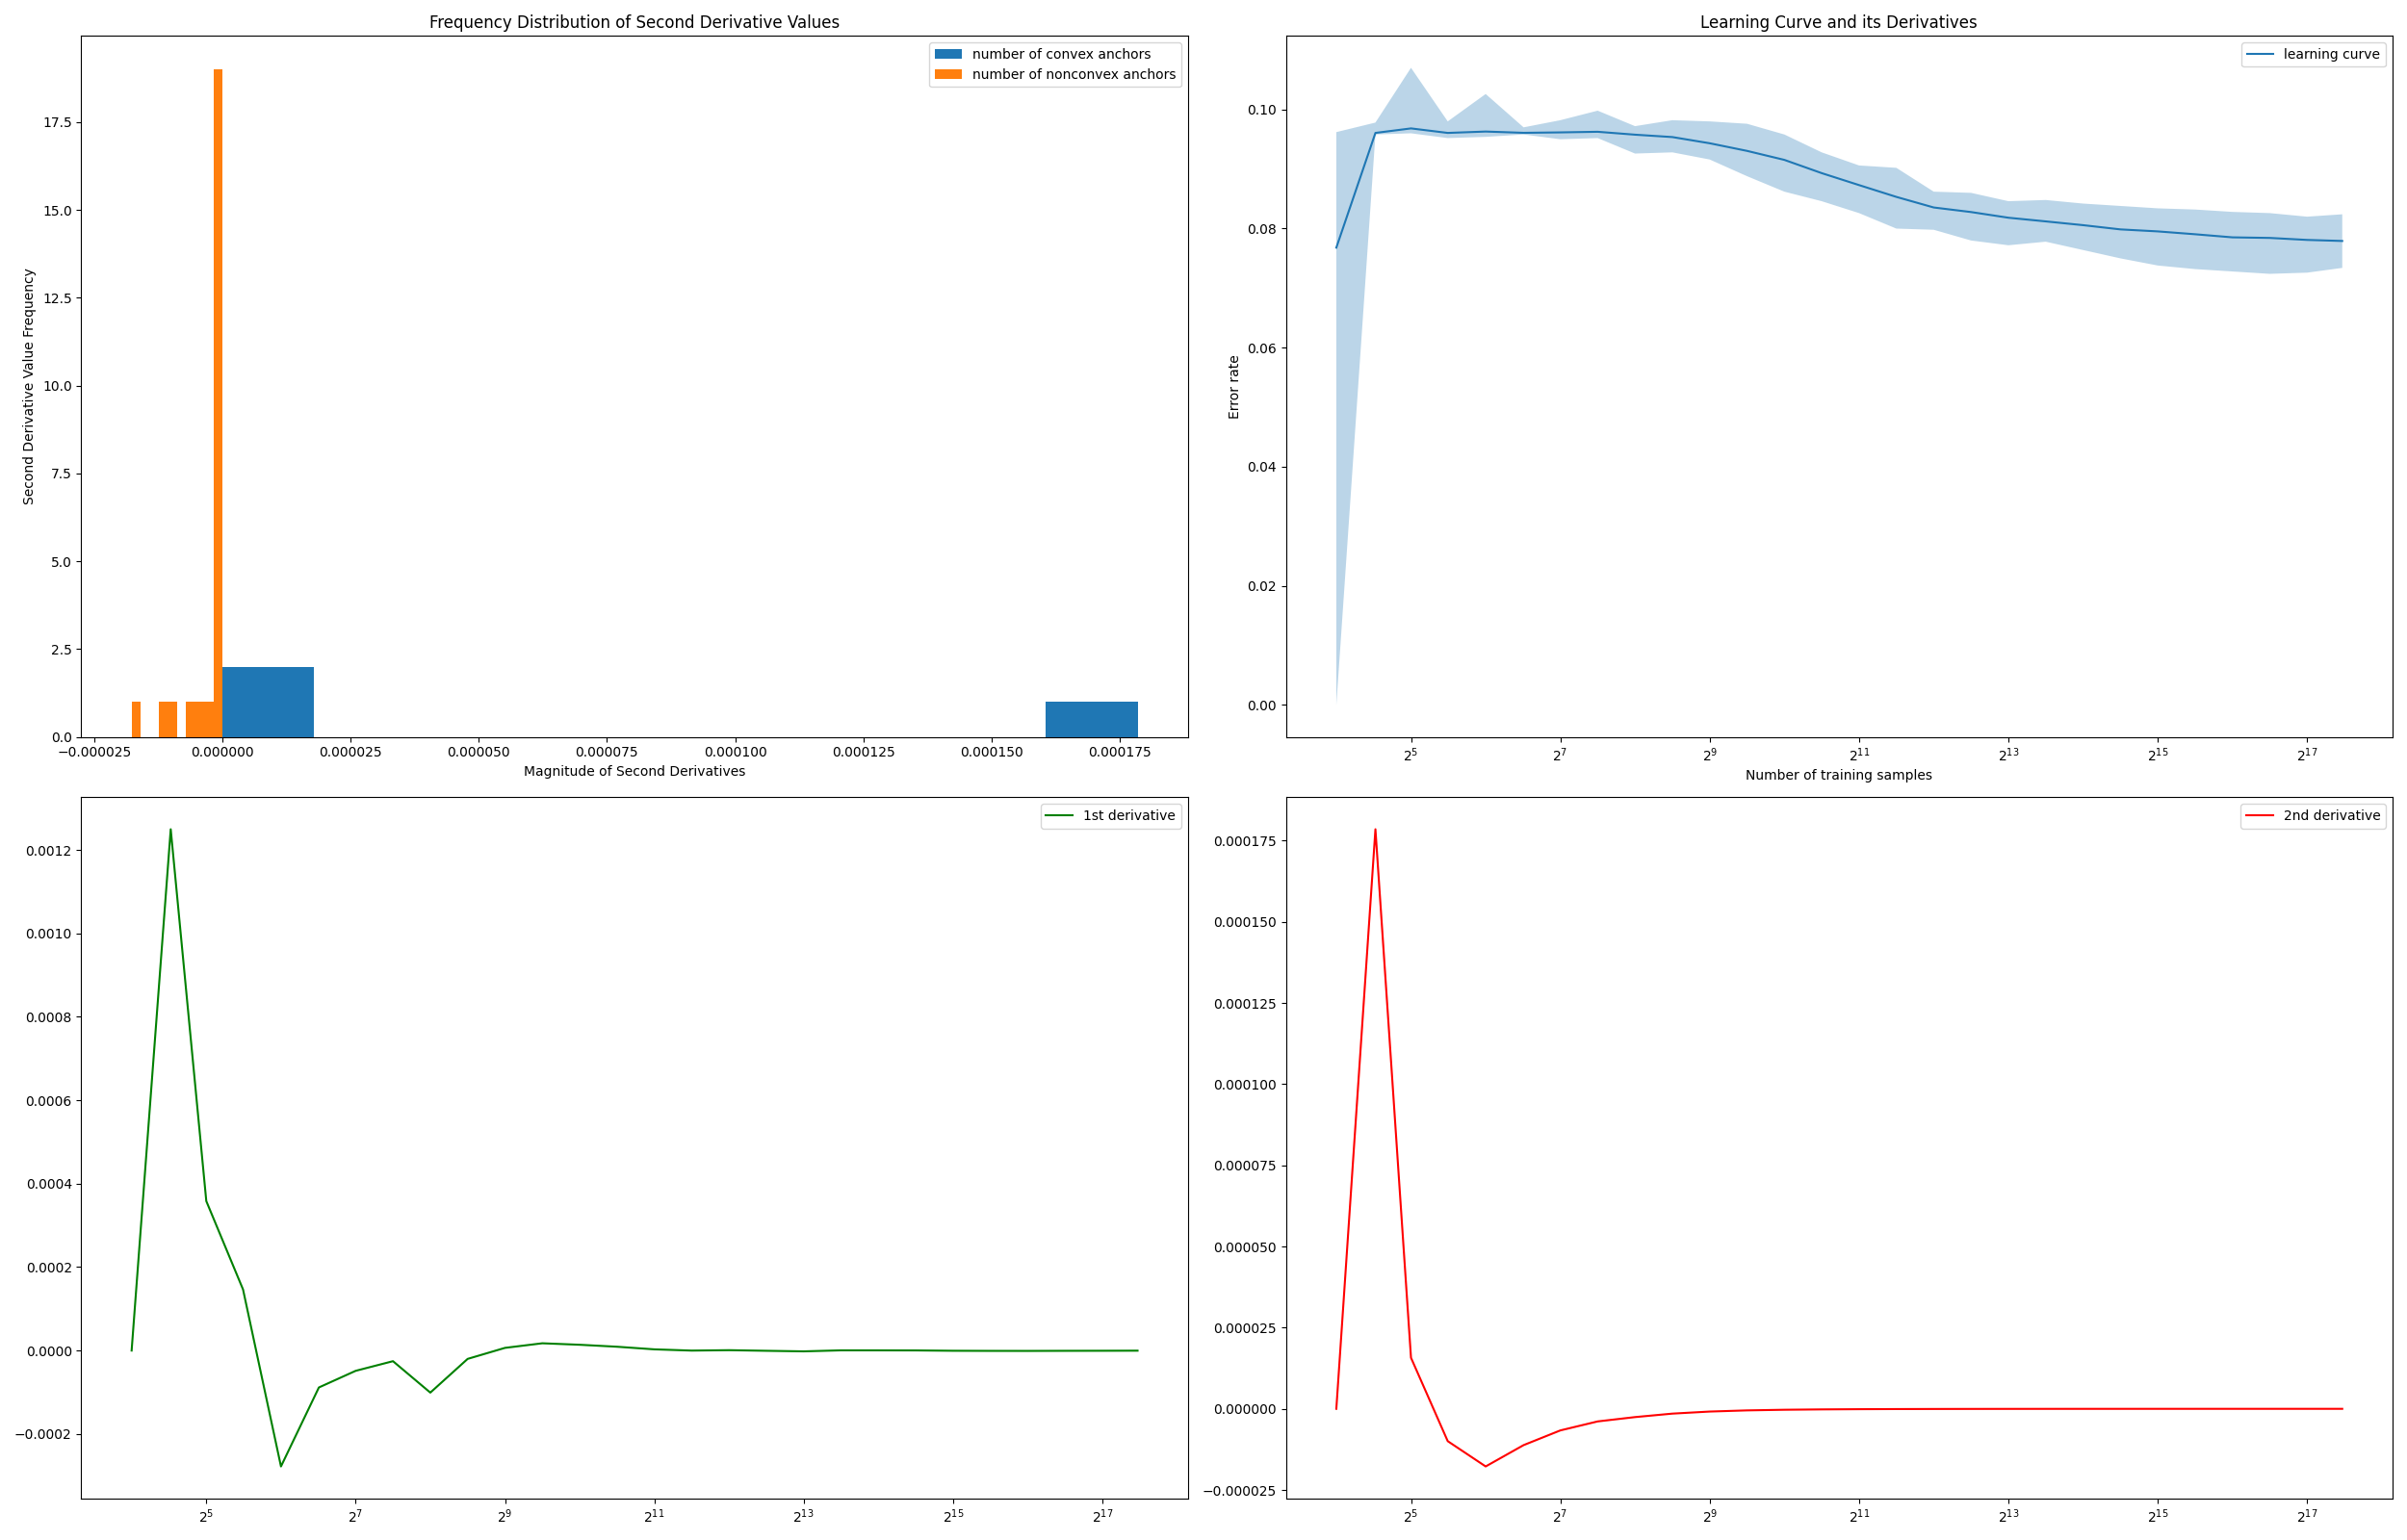 Frequency Distribution of Second Derivative Values
number of convex anchors
number of nonconvex anchors
Second Derivative Value Frequency
17.5
15.0
12.5
10.0
7.5
5.0
2.5
0.0
−0.000025 0.000000 0.000025 0.000050 0.000075 0.000100 0.000125 0.000150 0.000175
Magnitude of Second Derivatives
Learning Curve and its Derivatives
learning curve
Error rate
0.10
0.08
0.06
0.04
0.02
0.00
2^5 2^7 2^9 2^11 2^13 2^15 2^17
Number of training samples
1st derivative
0.0012
0.0010
0.0008
0.0006
0.0004
0.0002
0.0000
−0.0002
2^5 2^7 2^9 2^11 2^13 2^15 2^17
2nd derivative
0.000175
0.000150
0.000125
0.000100
0.000075
0.000050
0.000025
0.000000
−0.000025
2^5 2^7 2^9 2^11 2^13 2^15 2^17